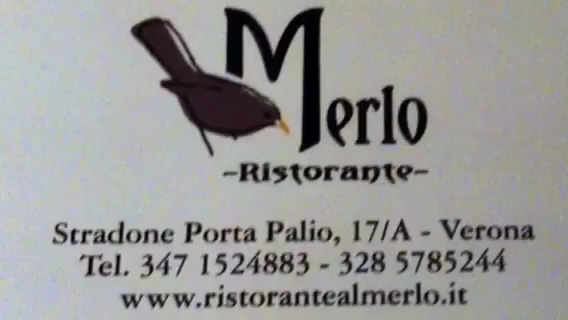 Merlo
-Ristorante-
Stradone Porta Palio, 17/A - Verona
Tel. 347 1524883 - 328 5785244
www.ristorantealmerlo.it